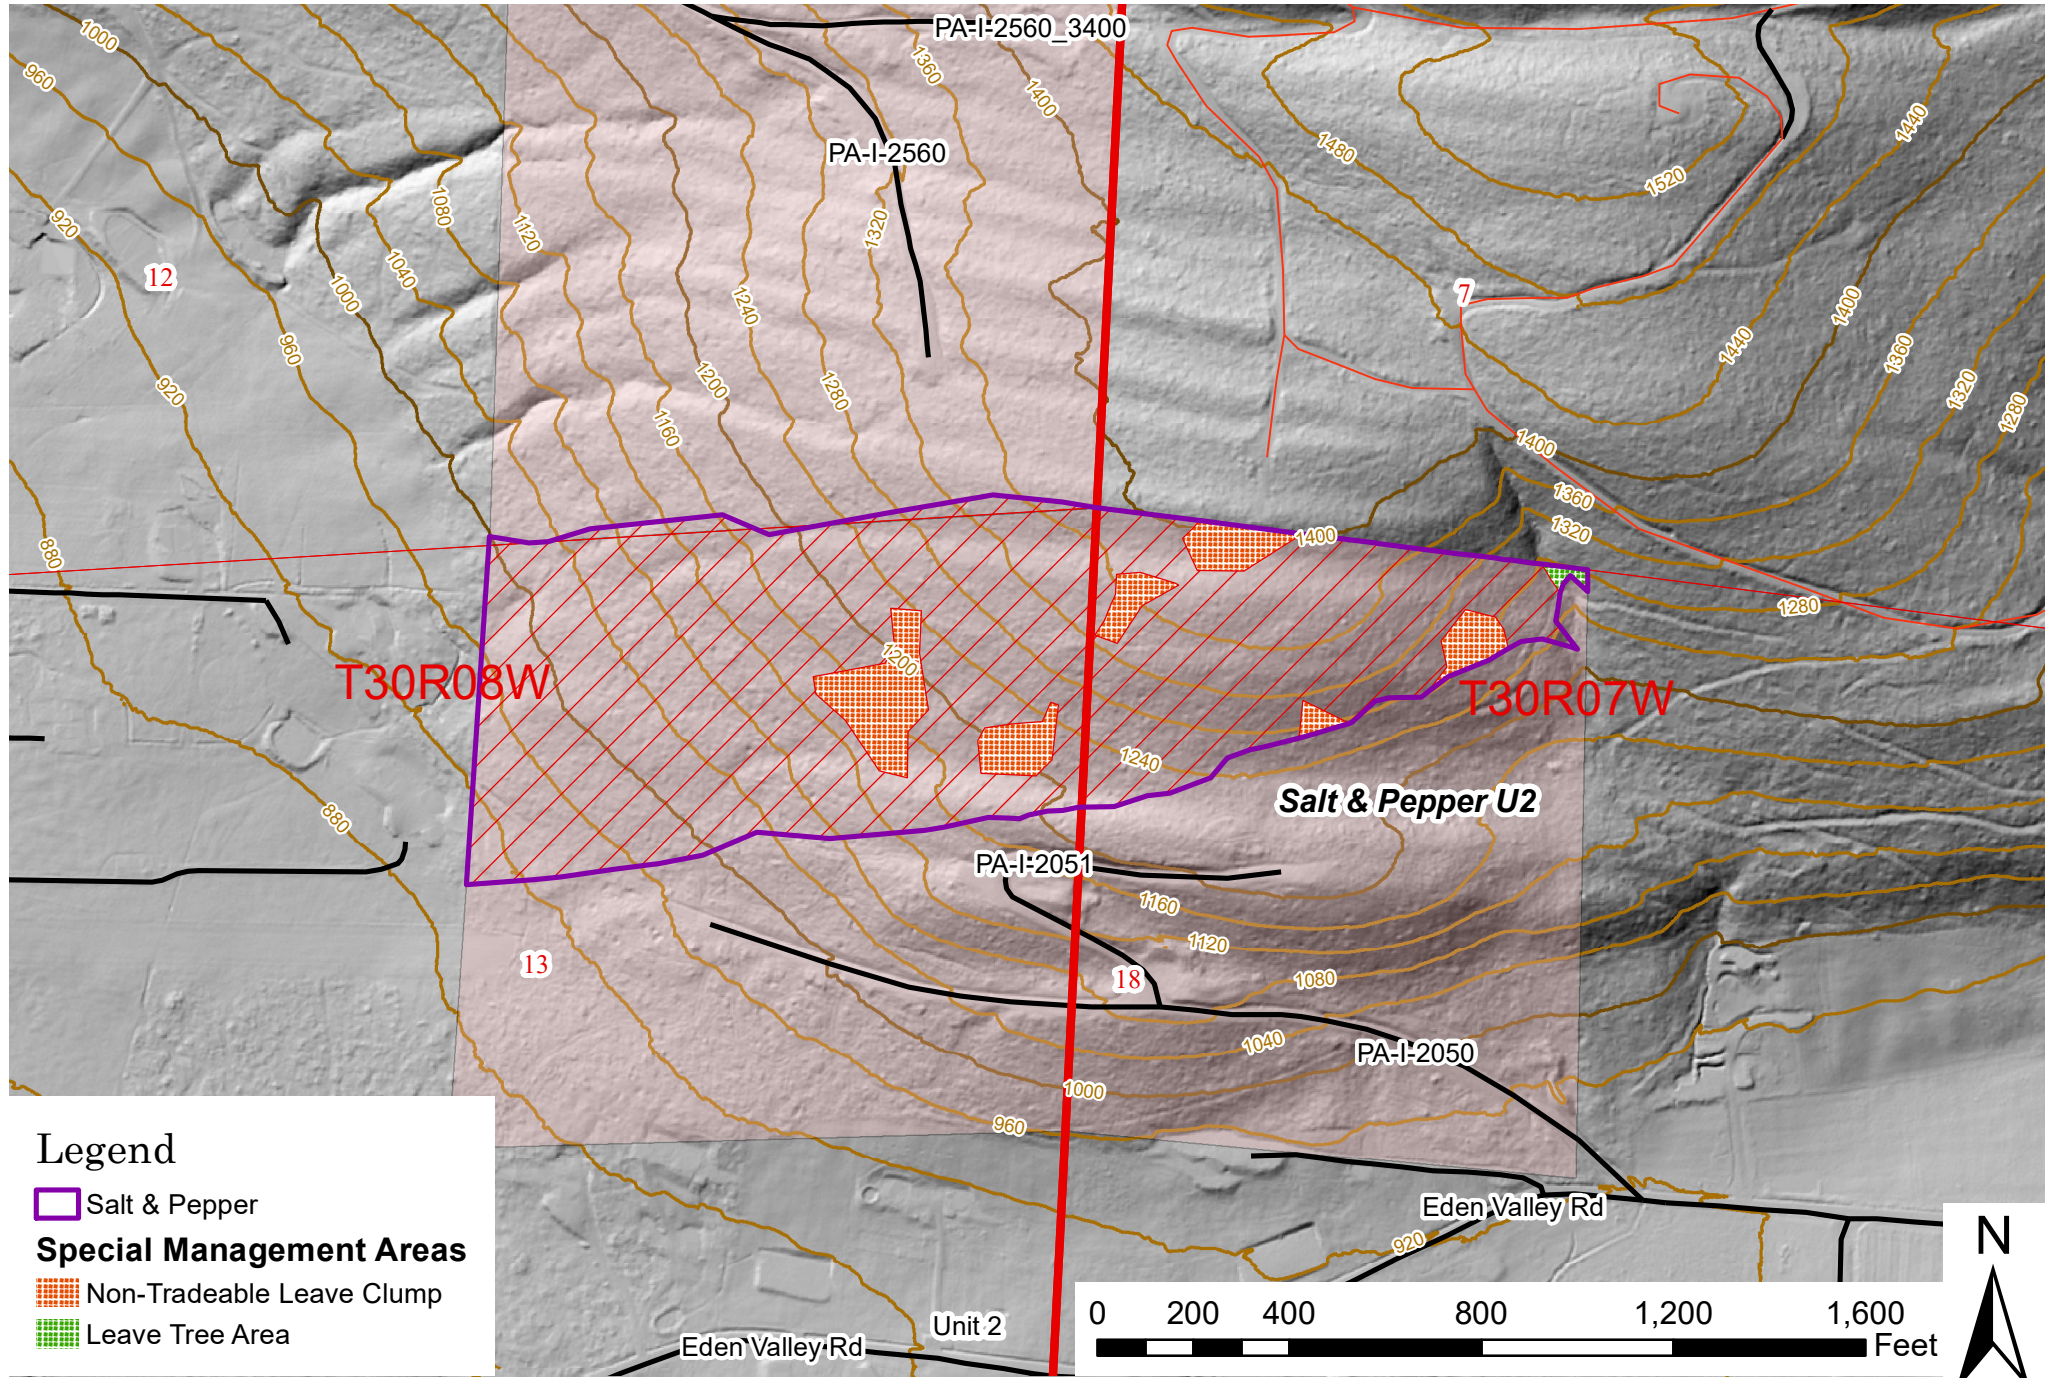 PA-I-2560_3400
1000
960
1360
1400
1440
PA-I-2560
1480
1520
1080
920
1120
1320
12
1040
1000
1240
7
1400
960
1440
1360
920
1200
1280
1320
1280
1160
1400
1360
1320
1400
880
1280
1200
T30R08W
T30R07W
1240
Salt & Pepper U2
880
PA-I-2051
1160
1120
13
18
1080
1040
PA-I-2050
1000
960
Eden Valley Rd
920
Unit 2
Eden Valley Rd
Legend
Salt & Pepper
Special Management Areas
Non-Tradeable Leave Clump
Leave Tree Area
0 200 400 800 1,200 1,600
Feet
N